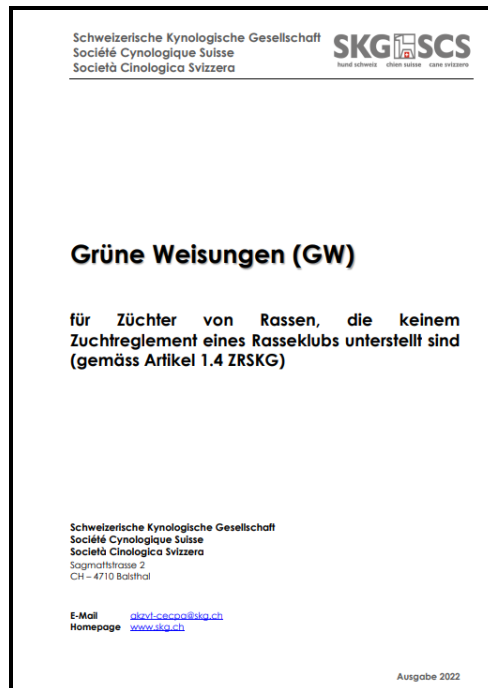 Schweizerische Kynologische Gesellschaft
Société Cynologique Suisse
Società Cinologica Svizzera
SKG SCS
hund schweiz chien suisse cane svizzero
Grüne Weisungen (GW)
für Züchter von Rassen, die keinem
Zuchtreglement eines Rasseklubs unterstellt sind
(gemäss Artikel 1.4 ZRSKG)
Schweizerische Kynologische Gesellschaft
Société Cynologique Suisse
Società Cinologica Svizzera
Sagmattstrasse 2
CH – 4710 Balsthal
E-Mail akzvt-cecpa@skg.ch
Homepage www.skg.ch
Ausgabe 2022